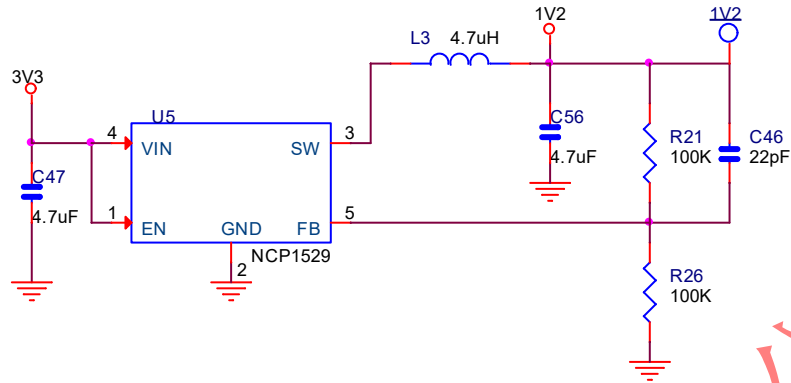 1V2 1V2
L3 4.7uH
3V3
U5
4 VIN SW 3
C56
4.7uF
R21 C46
100K 22pF
C47
4.7uF
1 EN GND FB 5
NCP1529
2
R26
100K